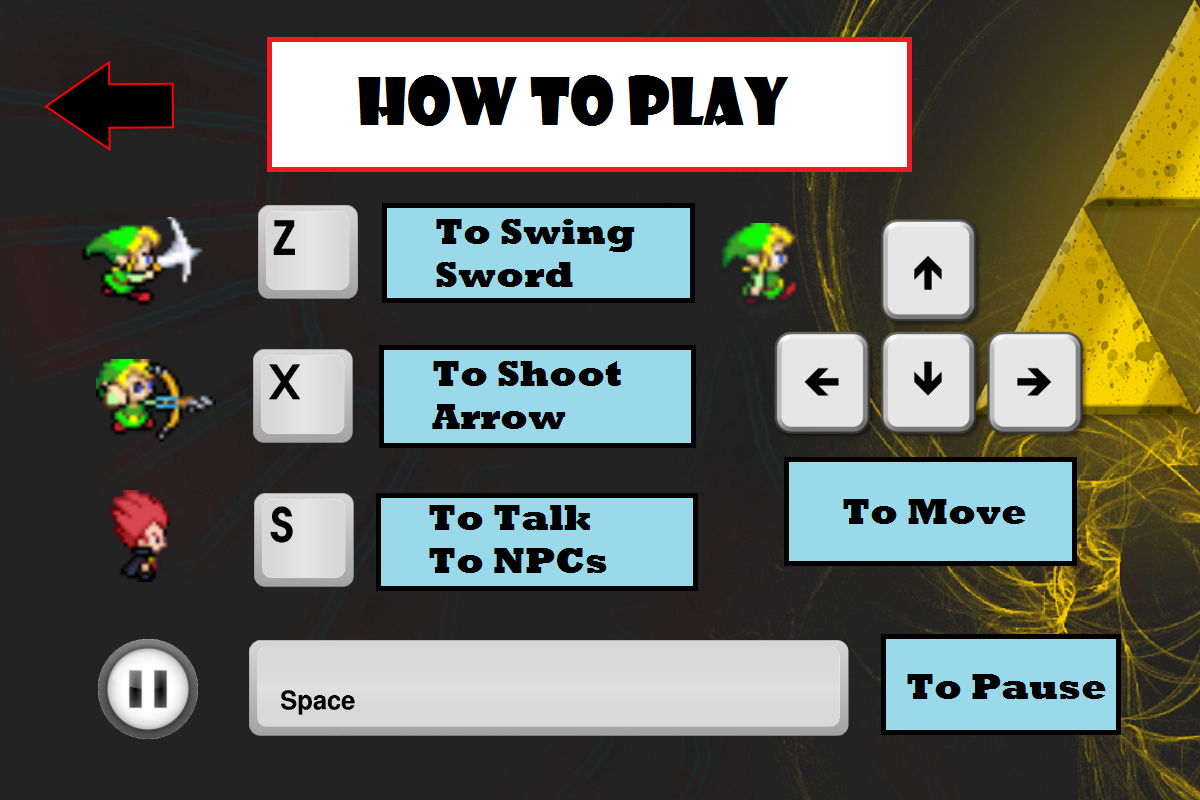 HOW TO PLAY
Z
To Swing
Sword
X
To Shoot
Arrow
S
To Talk
To NPCs
To Move
Space
To Pause